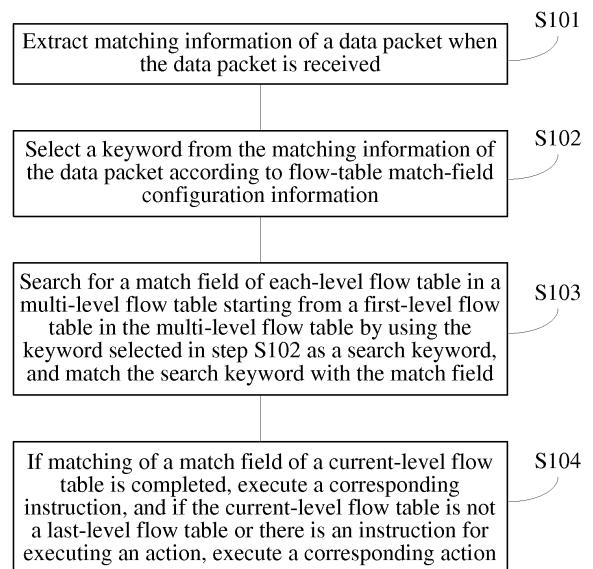 S101
Extract matching information of a data packet when
the data packet is received
S102
Select a keyword from the matching information of
the data packet according to flow-table match-field
configuration information
S103
Search for a match field of each-level flow table in a
multi-level flow table starting from a first-level flow
table in the multi-level flow table by using the
keyword selected in step S102 as a search keyword,
and match the search keyword with the match field
S104
If matching of a match field of a current-level flow
table is completed, execute a corresponding
instruction, and if the current-level flow table is not
a last-level flow table or there is an instruction for
executing an action, execute a corresponding action